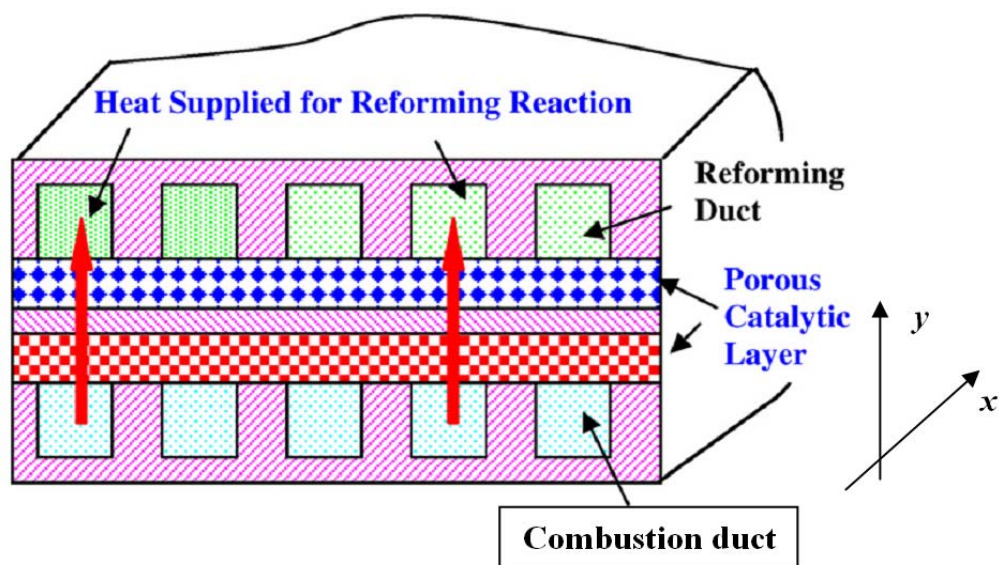 Heat Supplied for Reforming Reaction
Reforming
Duct
Porous
Catalytic
Layer
y
x
Combustion duct